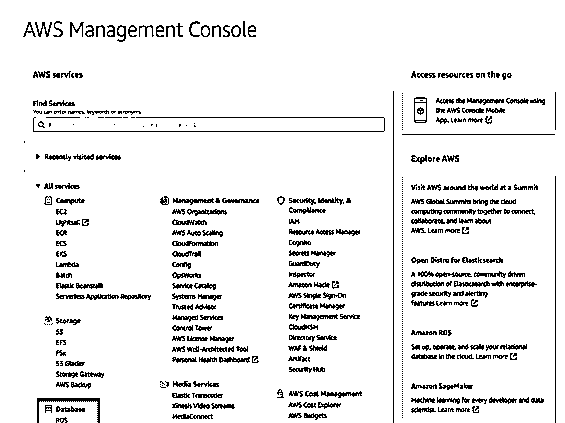 AWS Management Console
AWS services
Find Services
You can enter names, keywords or acronyms.
Recently visited services
All services
Compute
EC2
Lightsail
ECR
ECS
EKS
Lambda
Batch
Elastic Beanstalk
Serverless Application Repository
Storage
S3
EFS
FSx
S3 Glacier
Storage Gateway
AWS Backup
Database
RDS
Management & Governance
AWS Organizations
CloudWatch
AWS Auto Scaling
CloudFormation
CloudTrail
Config
OpsWorks
Service Catalog
Systems Manager
Trusted Advisor
Managed Services
Control Tower
AWS License Manager
AWS Well-Architected Tool
Personal Health Dashboard
Media Services
Elastic Transcoder
Kinesis Video Streams
MediaConnect
Security, Identity, &
Compliance
IAM
Resource Access Manager
Cognito
Secrets Manager
GuardDuty
Inspector
Amazon Macie
AWS Single Sign-On
Certificate Manager
Key Management Service
CloudHSM
Directory Service
WAF & Shield
Artifact
Security Hub
AWS Cost Management
AWS Cost Explorer
AWS Budgets
Access resources on the go
Access the Management Console using
the AWS Console Mobile
App. Learn more
Explore AWS
Visit AWS around the world at a Summit
AWS Global Summits bring the cloud
computing community together to connect,
collaborate, and learn about
AWS. Learn more
Open Distro for Elasticsearch
A 100% open-source, community driven
distribution of Elasticsearch with enterprise-
grade security and alerting
features Learn more
Amazon RDS
Set up, operate, and scale your relational
database in the cloud. Learn more
Amazon SageMaker
Machine learning for every developer and data
scientist. Learn more